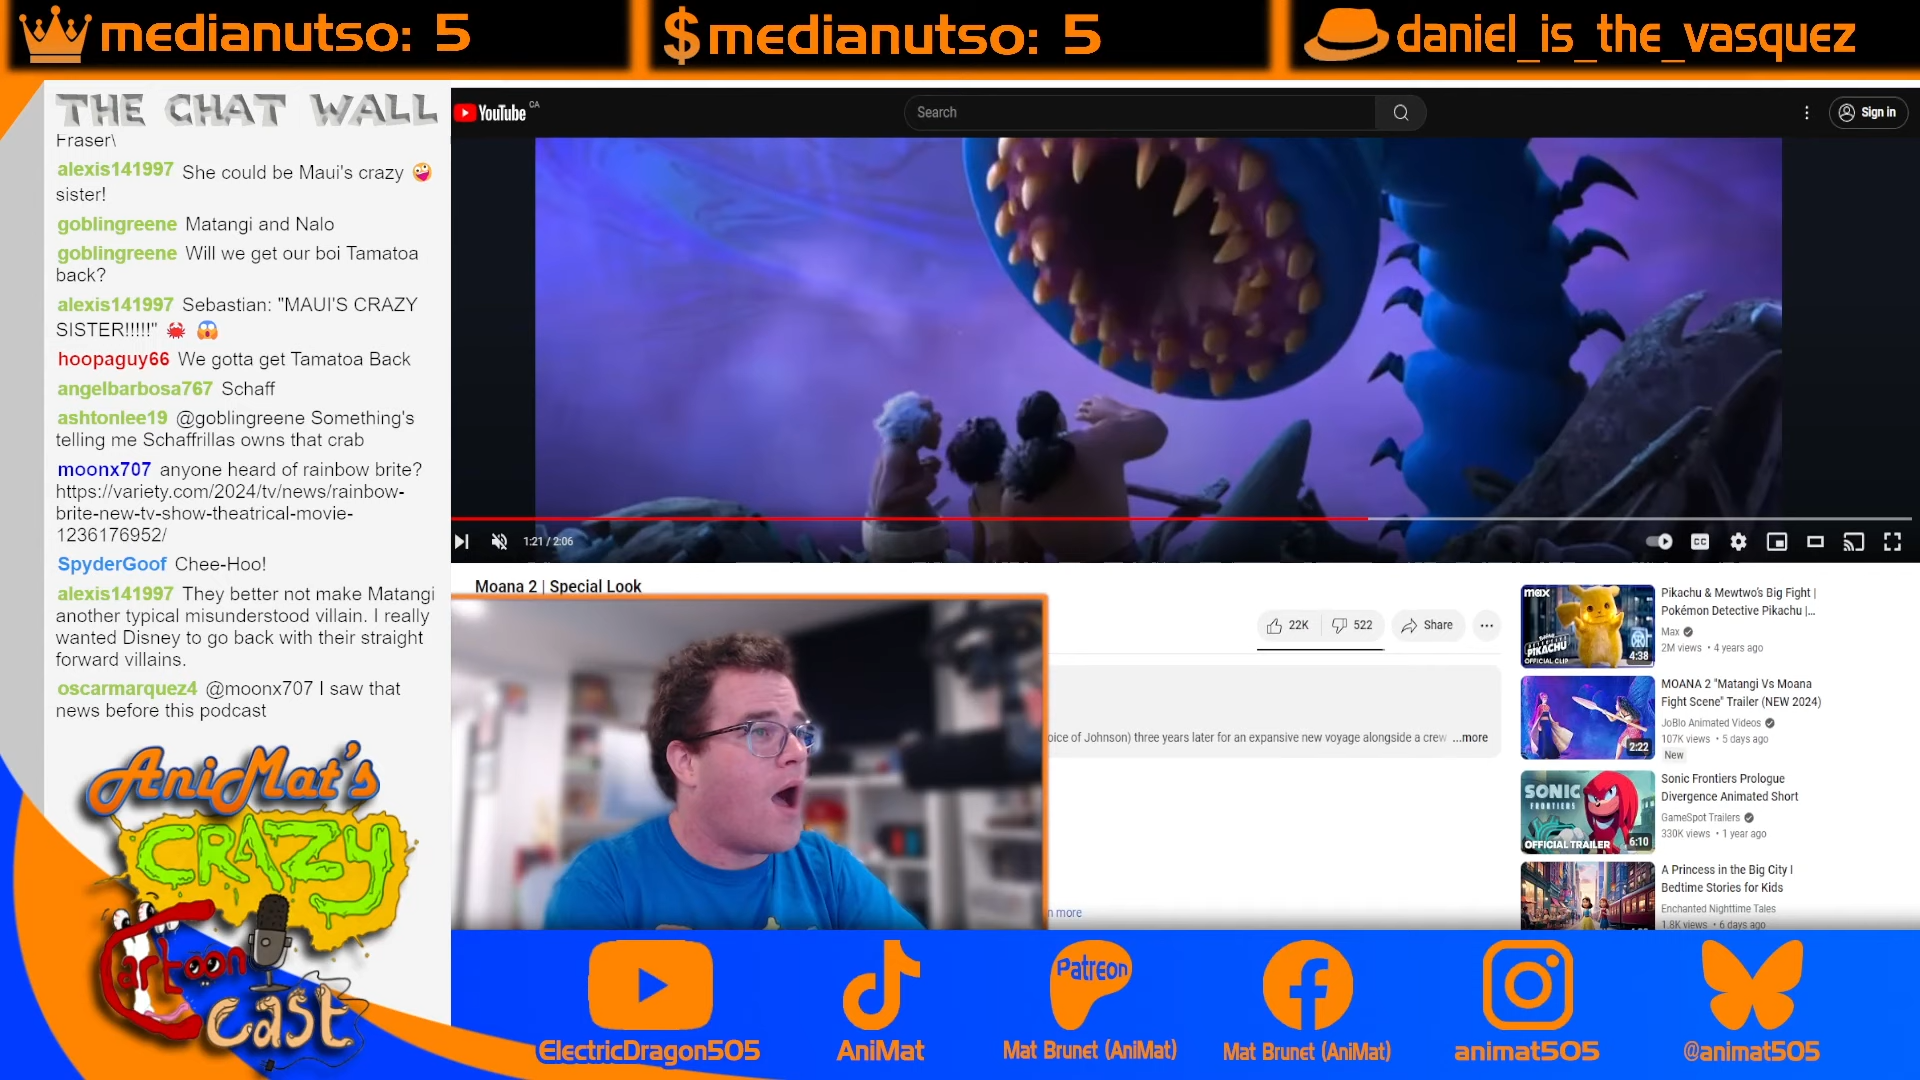 medianutso: 5
$medianutso: 5
daniel_is_the_vasquez
THE CHAT WALL
Fraser\
alexis141997 She could be Maui's crazy 🤪
sister!
goblingreene Matangi and Nalo
goblingreene Will we get our boi Tamatoa
back?
alexis141997 Sebastian: "MAUI'S CRAZY
SISTER!!!!!" 🦀 😱
hoopaguy66 We gotta get Tamatoa Back
angelbarbosa767 Schaff
ashtonlee19 @goblingreene Something's
telling me Schaffrillas owns that crab
moonx707 anyone heard of rainbow brite?
https://variety.com/2024/tv/news/rainbow-
brite-new-tv-show-theatrical-movie-
1236176952/
SpyderGoof Chee-Hoo!
alexis141997 They better not make Matangi
another typical misunderstood villain. I really
wanted Disney to go back with their straight
forward villains.
oscarmarquez4 @moonx707 I saw that
news before this podcast
AniMat's
CRAZY
Cartoon
Cast
YouTube CA
Search
Sign in
1:21 / 2:06
CC
Moana 2 | Special Look
22K
522
Share
oice of Johnson) three years later for an expansive new voyage alongside a crew ...more
n more
max
PIKACHU
OFFICIAL CLIP
4:38
Pikachu & Mewtwo's Big Fight |
Pokémon Detective Pikachu |...
Max
2M views • 4 years ago
2:22
MOANA 2 "Matangi Vs Moana
Fight Scene" Trailer (NEW 2024)
JoBlo Animated Videos
107K views • 5 days ago
New
SONIC
FRONTIERS
OFFICIAL TRAILER
6:10
Sonic Frontiers Prologue
Divergence Animated Short
GameSpot Trailers
330K views • 1 year ago
A Princess in the Big City I
Bedtime Stories for Kids
Enchanted Nighttime Tales
1.8K views • 6 days ago
ElectricDragon505
AniMat
Patreon
Mat Brunet (AniMat)
Mat Brunet (AniMat)
animat505
@animat505